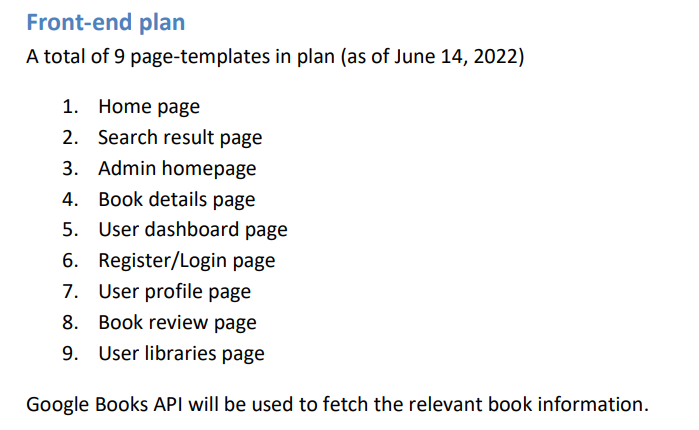 Front-end plan
A total of 9 page-templates in plan (as of June 14, 2022)
1. Home page
2. Search result page
3. Admin homepage
4. Book details page
5. User dashboard page
6. Register/Login page
7. User profile page
8. Book review page
9. User libraries page
Google Books API will be used to fetch the relevant book information.